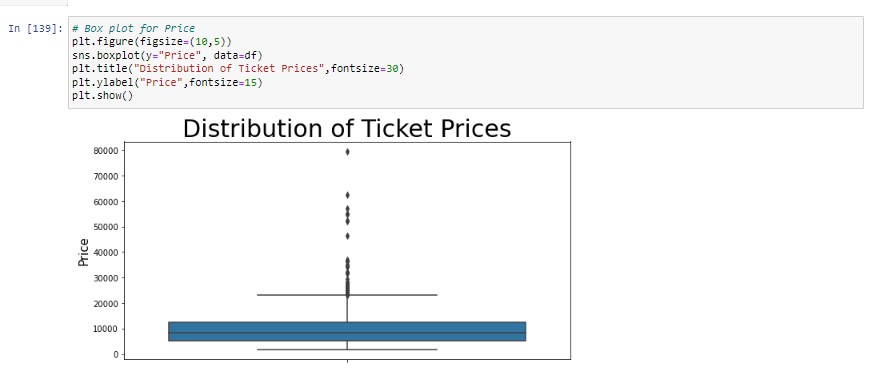 In [139]: # Box plot for Price
plt.figure(figsize=(10,5))
sns.boxplot(y="Price", data=df)
plt.title("Distribution of Ticket Prices",fontsize=30)
plt.ylabel("Price",fontsize=15)
plt.show()
Distribution of Ticket Prices
80000
70000
60000
50000
40000
30000
20000
10000
0
Price